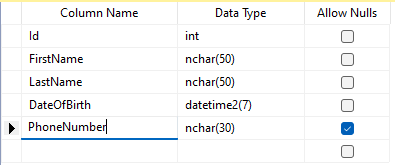 Column Name Data Type Allow Nulls
Id int
FirstName nchar(50)
LastName nchar(50)
DateOfBirth datetime2(7)
PhoneNumber nchar(30)